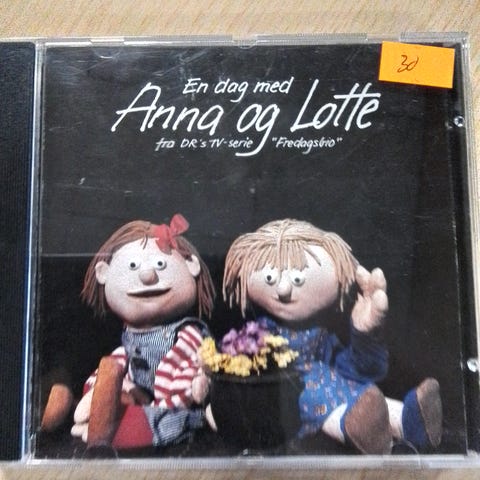 En dag med
Anna og Lotte
fra DR's TV-serie "Fredagsbio"
30